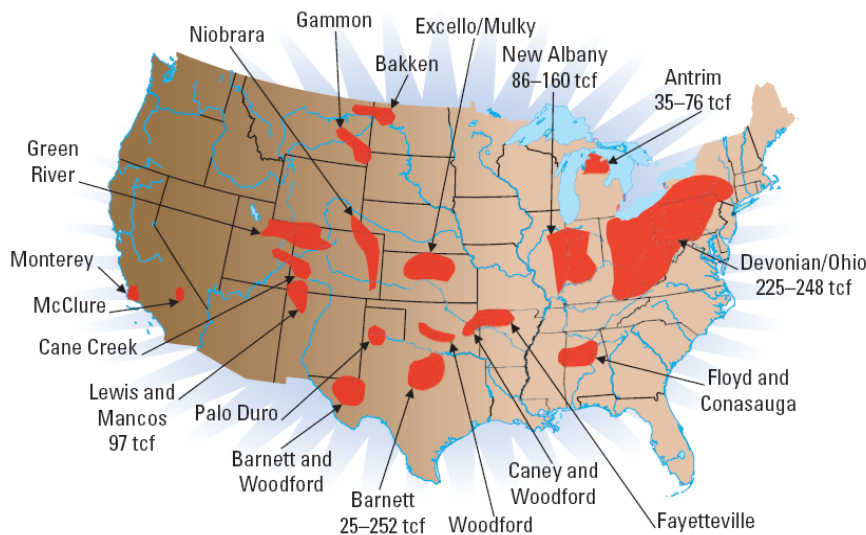 Gammon
Excello/Mulky
Niobrara
New Albany
86–160 tcf
Bakken
Antrim
35–76 tcf
Green
River
Monterey
Devonian/Ohio
225–248 tcf
McClure
Cane Creek
Lewis and
Mancos
97 tcf
Palo Duro
Floyd and
Conasauga
Barnett and
Woodford
Caney and
Woodford
Barnett
25–252 tcf
Woodford
Fayetteville